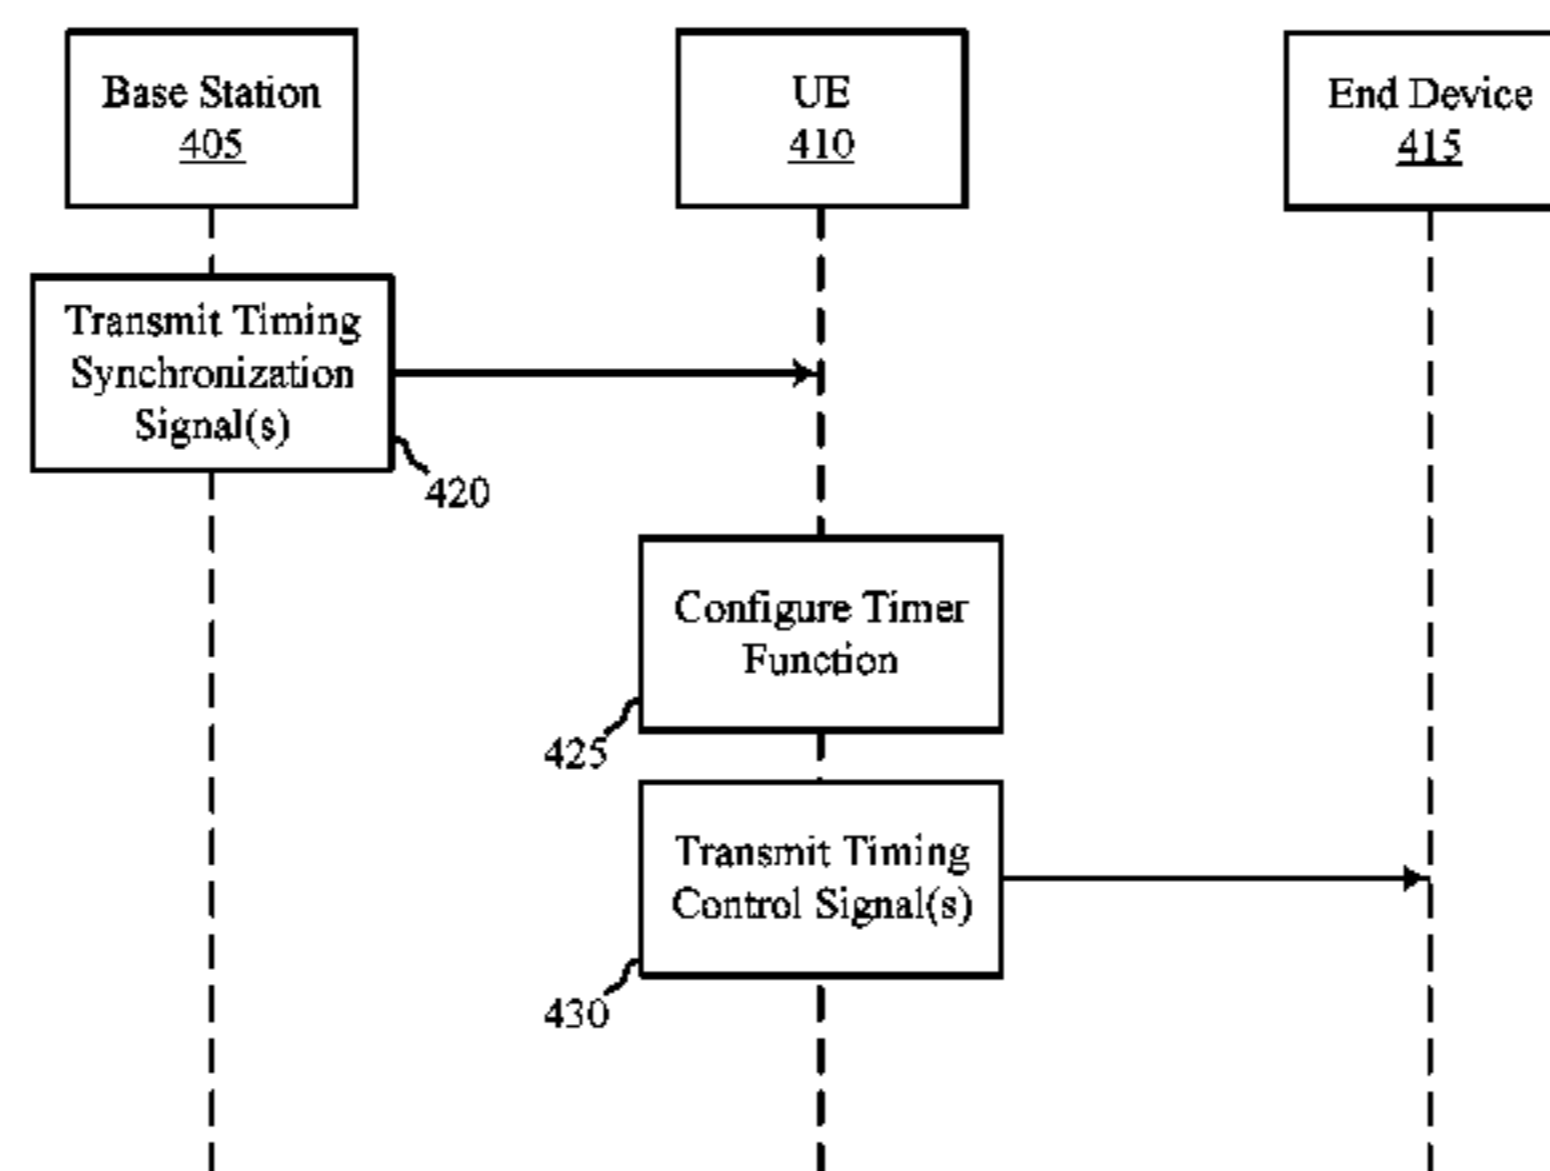 Base Station
405
UE
410
End Device
415
Transmit Timing
Synchronization
Signal(s)
420
Configure Timer
Function
425
Transmit Timing
Control Signal(s)
430